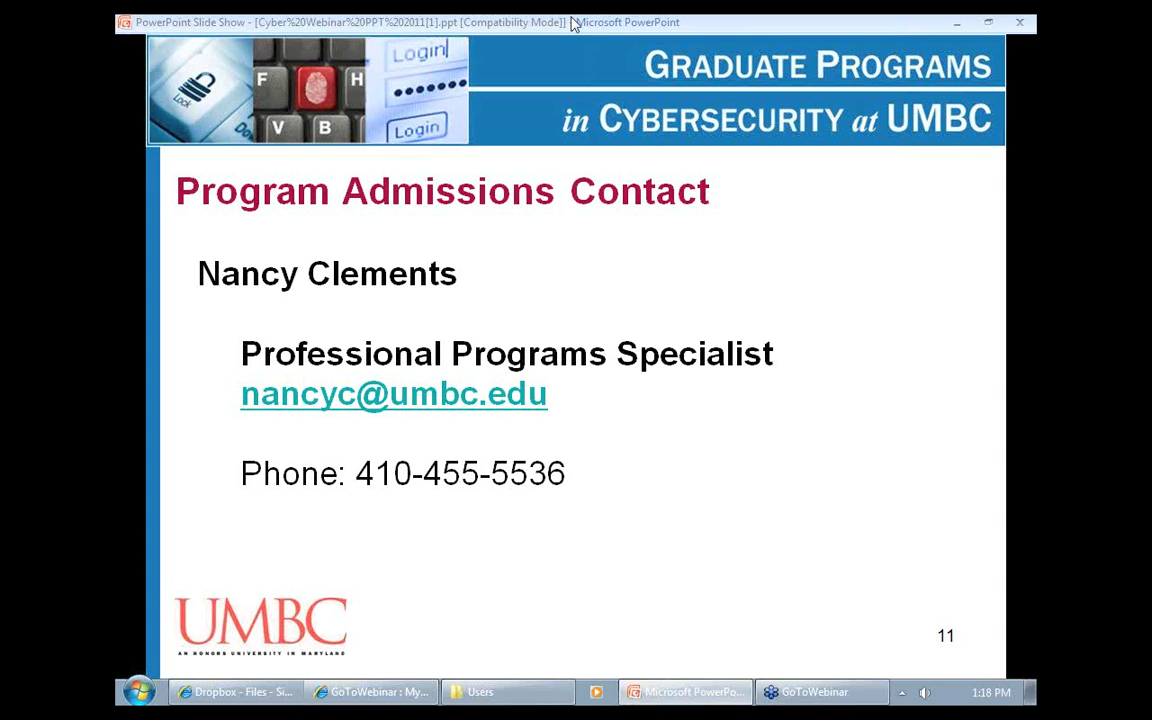 PowerPoint Slide Show - [Cyber%20Webinar%20PPT%202011[1].ppt [Compatibility Mode]] - Microsoft PowerPoint
Lock
F
H
V
B
Login
Login
GRADUATE PROGRAMS
in CYBERSECURITY at UMBC
Program Admissions Contact
Nancy Clements
Professional Programs Specialist
nancyc@umbc.edu
Phone: 410-455-5536
UMBC
AN HONORS UNIVERSITY IN MARYLAND
11
Dropbox - Files - Si...
GoToWebinar : My...
Users
Microsoft PowerPo...
GoToWebinar
1:18 PM